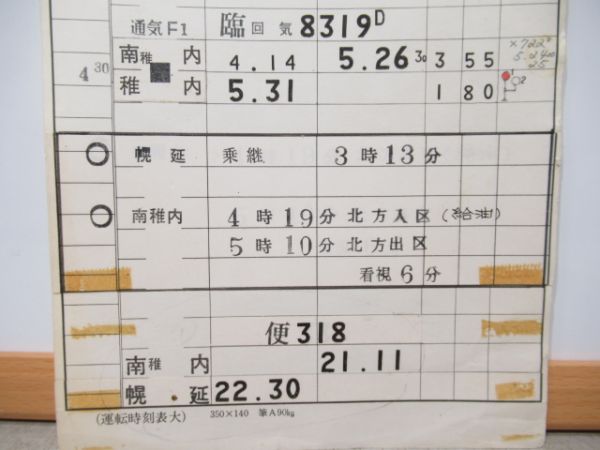 通気F1 臨回気 8319D
南稚内 4.14 5.26 30 3 55
4 30
稚内 5.31 1 80
○ 幌延 乗継 3時13分
○ 南稚内 4時19分 北方入区(給油)
5時10分 北方出区
看視 6分
便318
南稚内 21.11
幌延 22.30
(運転時刻表大) 350×140 筆A90kg